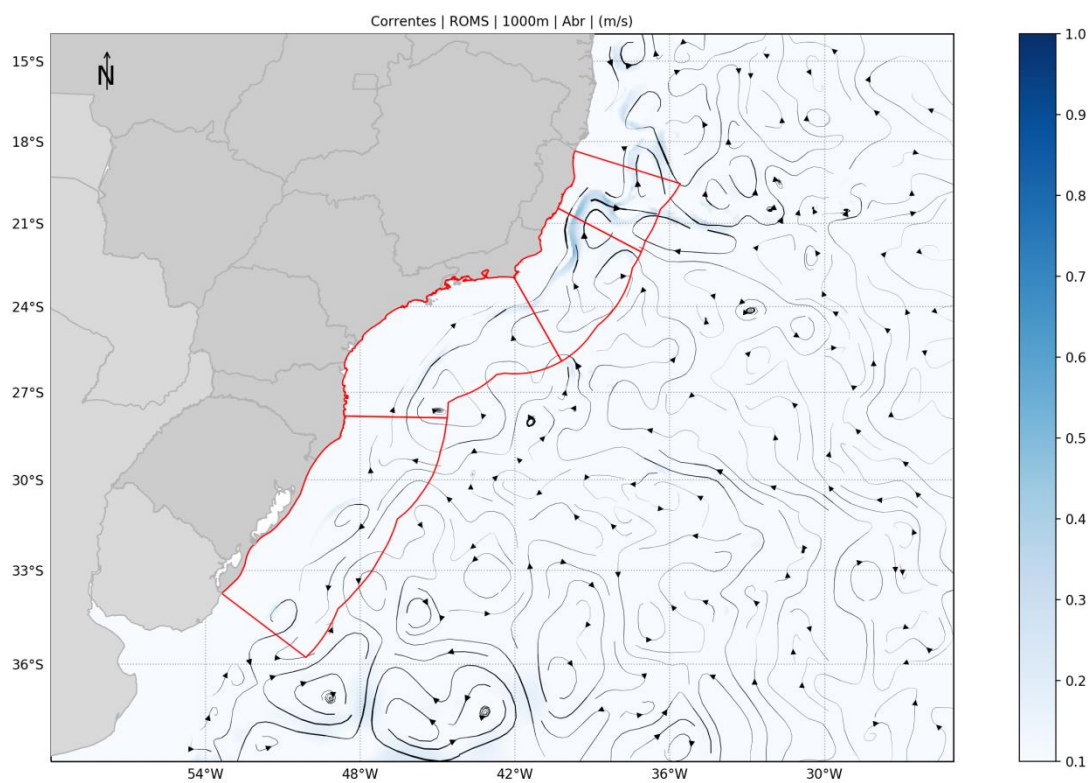 Correntes | ROMS | 1000m | Abr | (m/s)
N
15°S
18°S
21°S
24°S
27°S
30°S
33°S
36°S
54°W
48°W
42°W
36°W
30°W
1.0
0.9
0.8
0.7
0.6
0.5
0.4
0.3
0.2
0.1